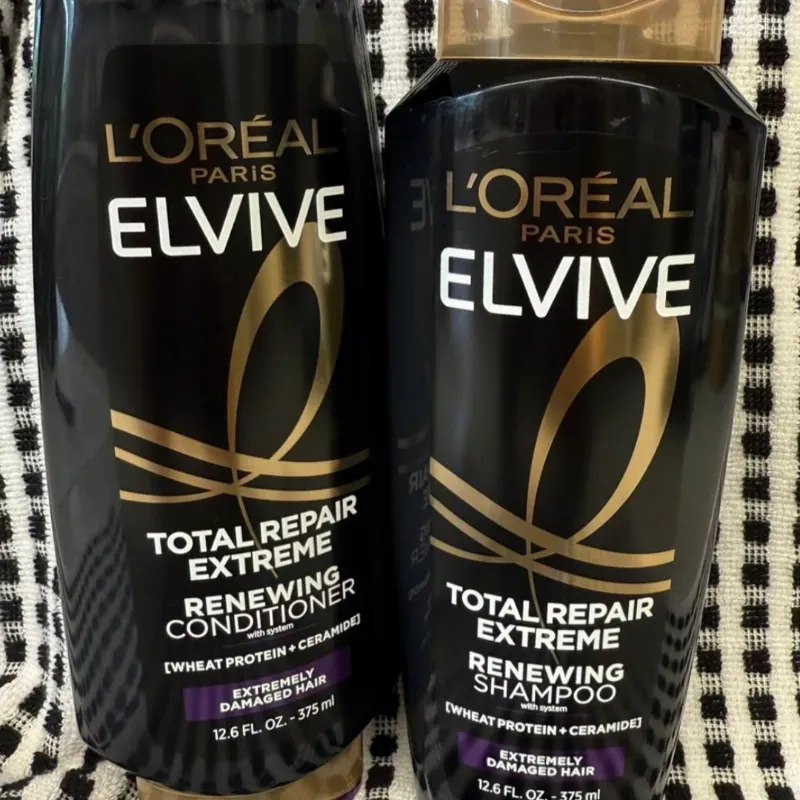 L'ORÉAL
PARIS
ELVIVE
TOTAL REPAIR
EXTREME
RENEWING
CONDITIONER
with system
[WHEAT PROTEIN + CERAMIDE]
EXTREMELY
DAMAGED HAIR
12.6 FL. OZ. - 375 ml
L'ORÉAL
PARIS
ELVIVE
TOTAL REPAIR
EXTREME
RENEWING
SHAMPOO
with system
[WHEAT PROTEIN + CERAMIDE]
EXTREMELY
DAMAGED HAIR
12.6 FL. OZ. - 375 ml